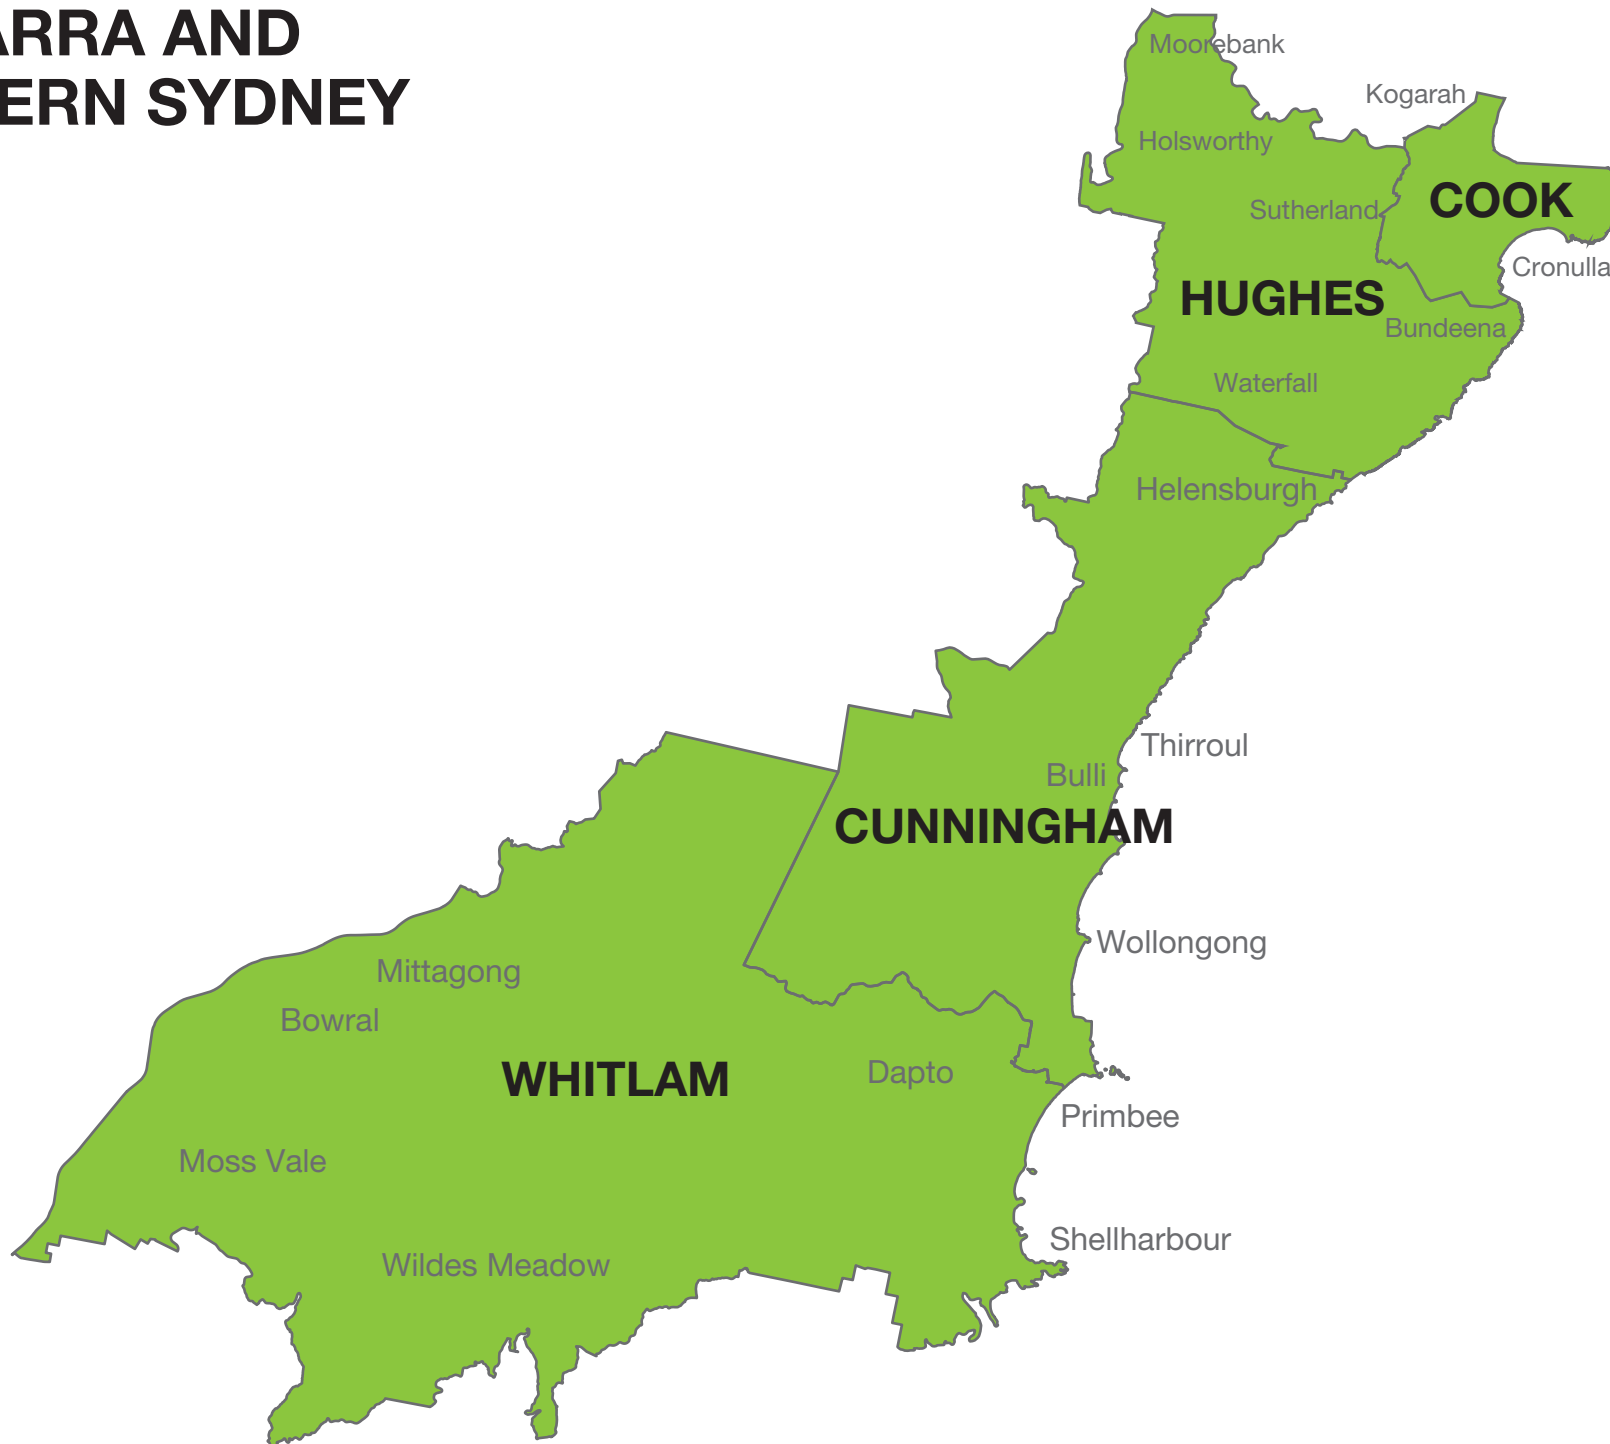 ARRA AND
ERN SYDNEY
Moorebank
Kogarah
Holsworthy
COOK
Sutherland
Cronulla
HUGHES
Bundeena
Waterfall
Helensburgh
Thirroul
Bulli
CUNNINGHAM
Wollongong
Mittagong
Bowral
WHITLAM
Dapto
Primbee
Moss Vale
Shellharbour
Wildes Meadow